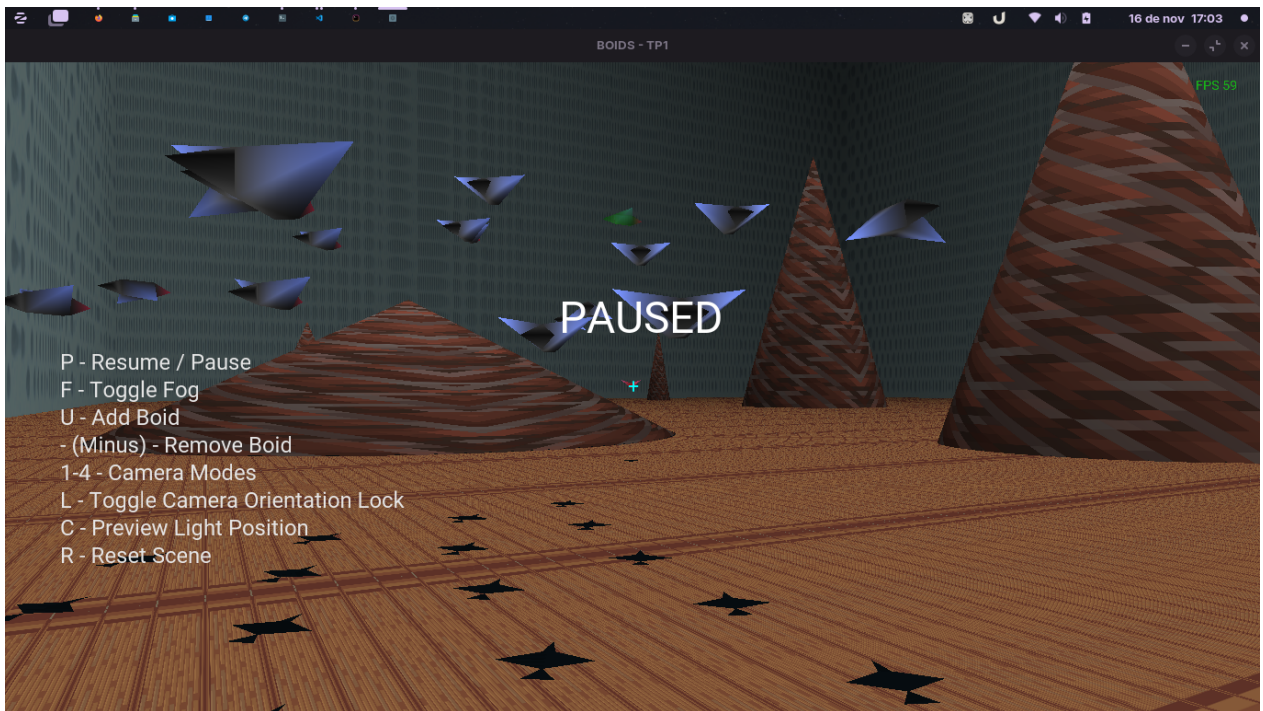 16 de nov 17:03
BOIDS - TP1
FPS 59
PAUSED
P - Resume / Pause
F - Toggle Fog
U - Add Boid
- (Minus) - Remove Boid
1-4 - Camera Modes
L - Toggle Camera Orientation Lock
C - Preview Light Position
R - Reset Scene